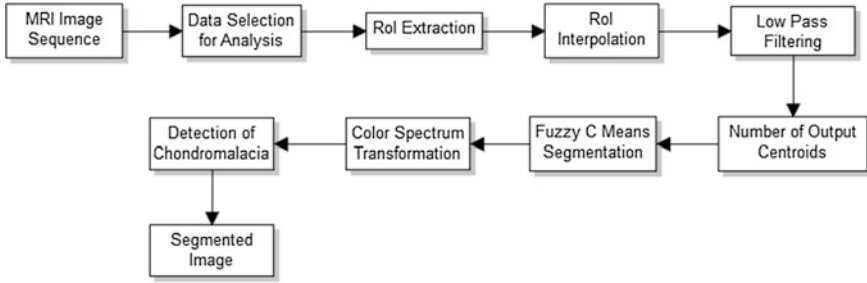 MRI Image
Sequence
Data Selection
for Analysis
RoI Extraction
RoI
Interpolation
Low Pass
Filtering
Number of Output
Centroids
Fuzzy C Means
Segmentation
Color Spectrum
Transformation
Detection of
Chondromalacia
Segmented
Image